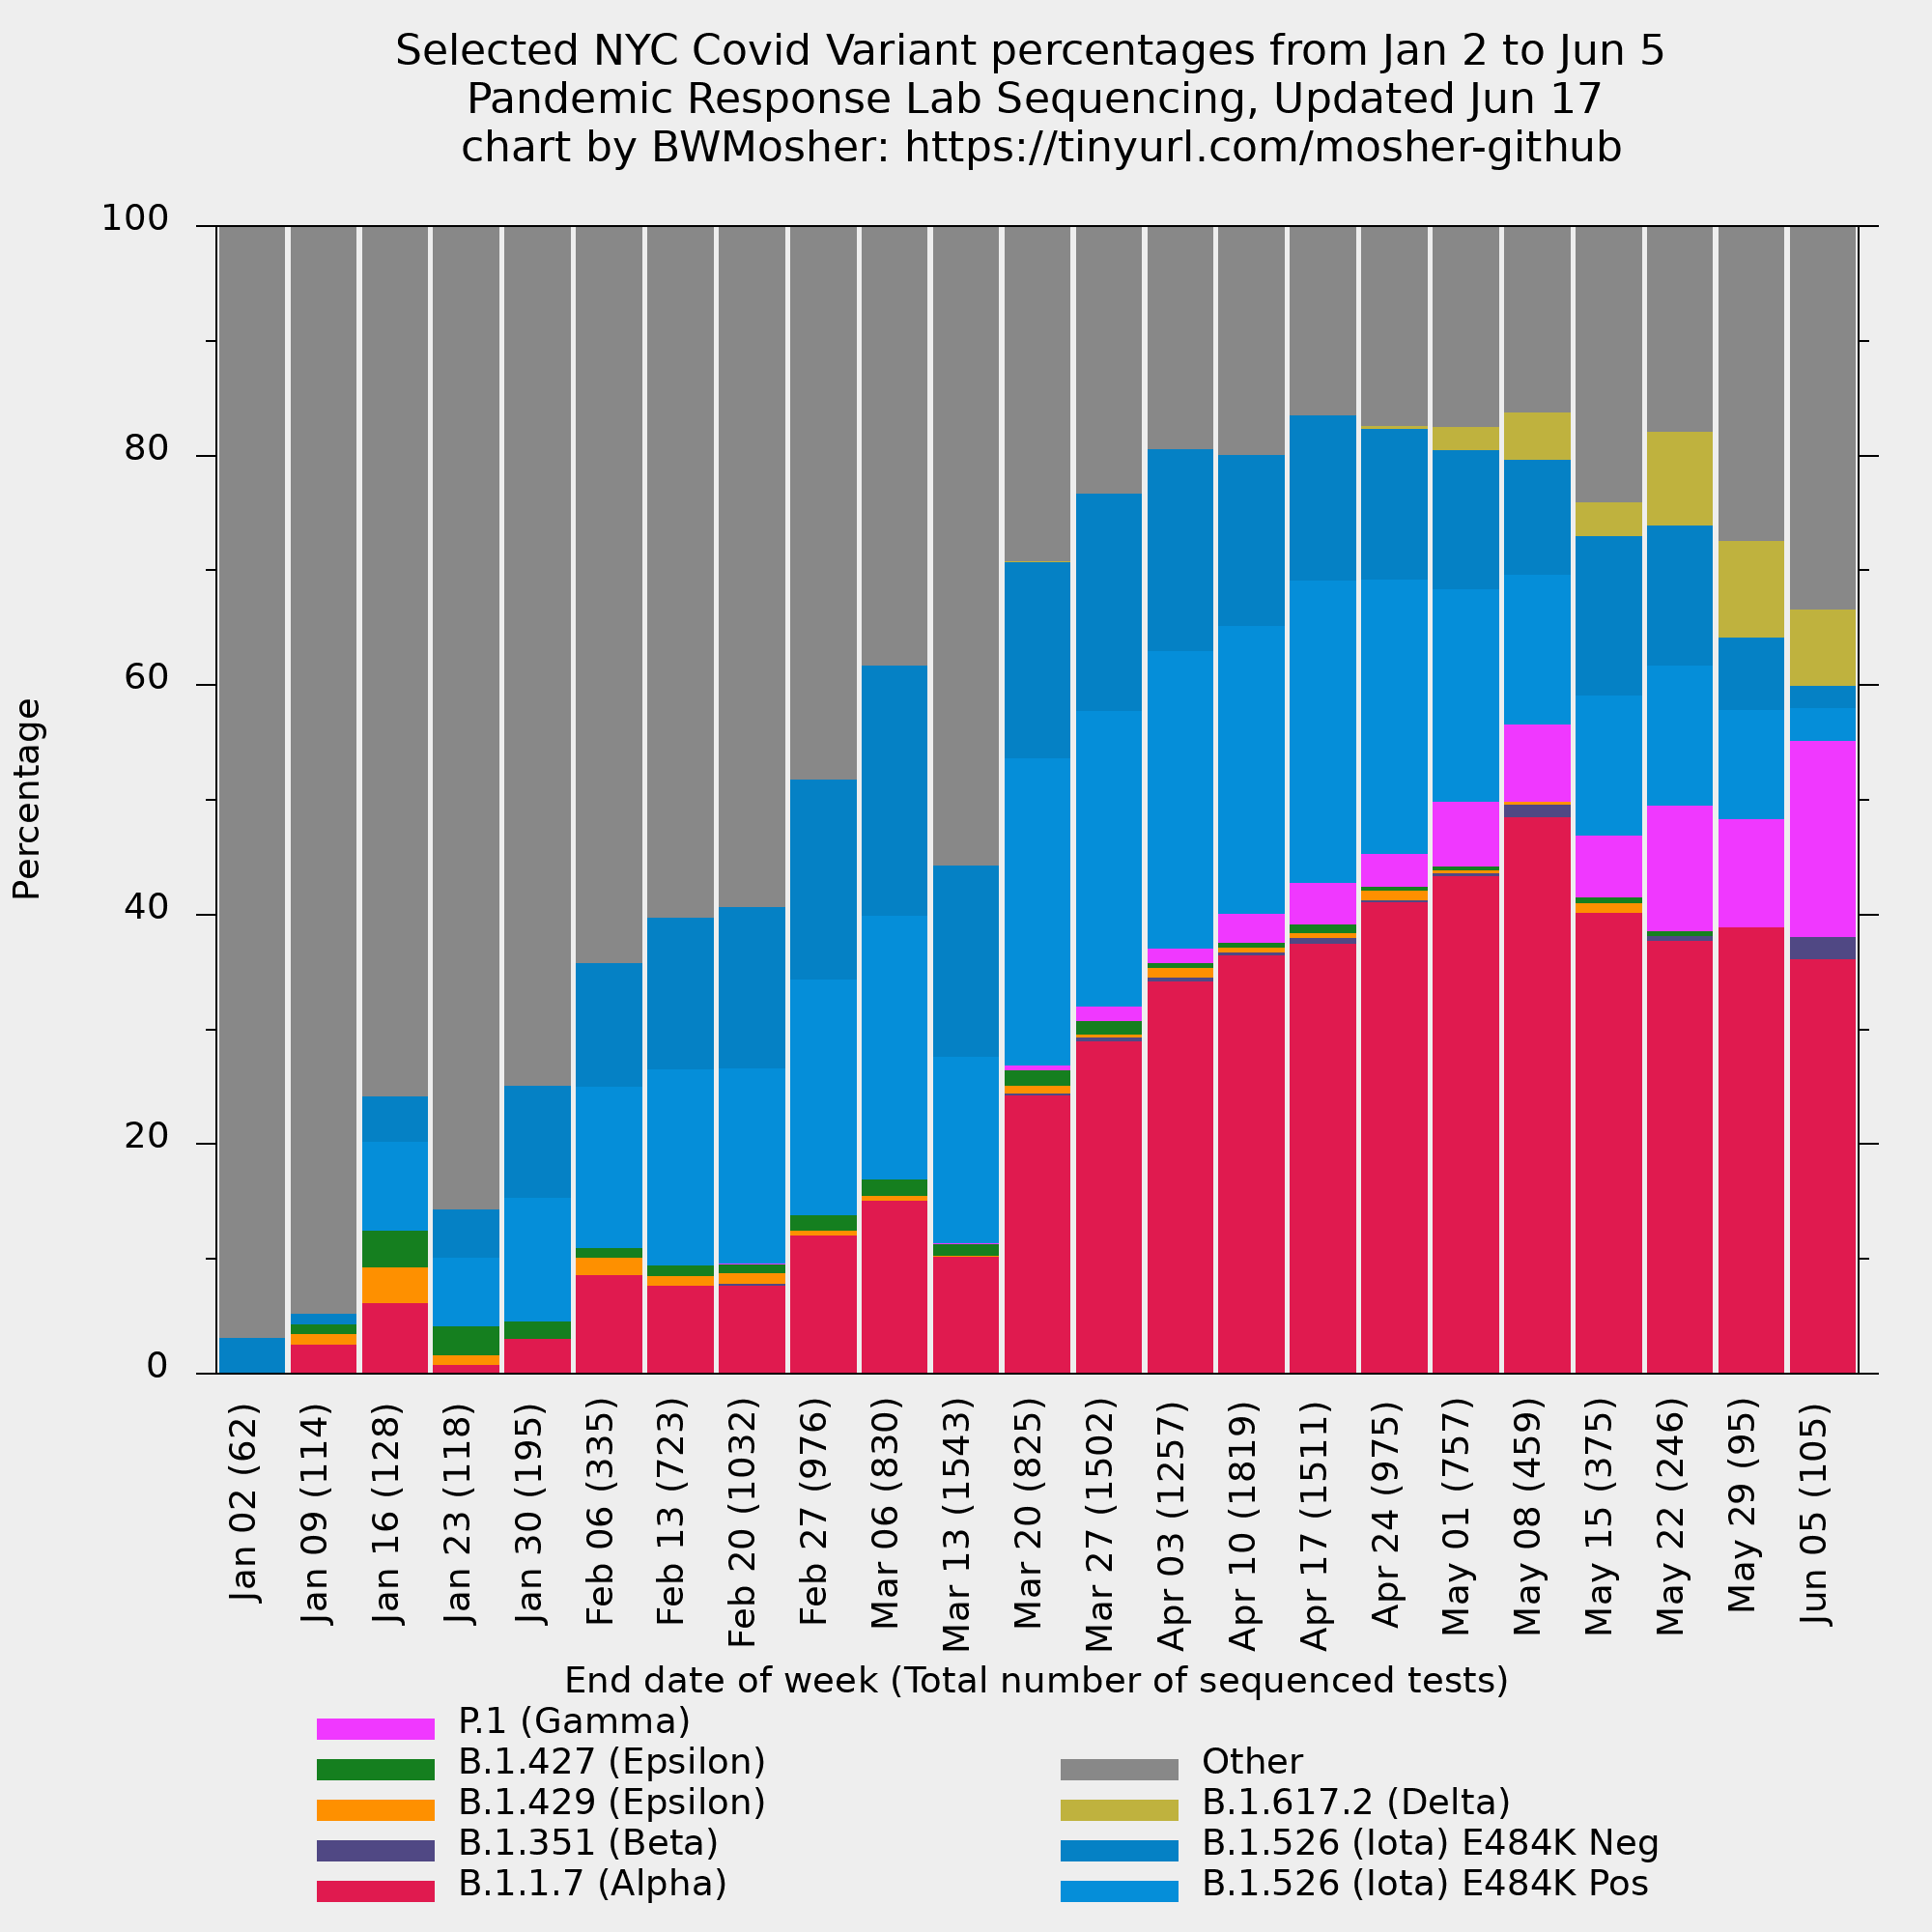 Selected NYC Covid Variant percentages from Jan 2 to Jun 5
Pandemic Response Lab Sequencing, Updated Jun 17
chart by BWMosher: https://tinyurl.com/mosher-github
100
80
60
40
20
0
Percentage
Jan 02 (62)
Jan 09 (114)
Jan 16 (128)
Jan 23 (118)
Jan 30 (195)
Feb 06 (335)
Feb 13 (723)
Feb 20 (1032)
Feb 27 (976)
Mar 06 (830)
Mar 13 (1543)
Mar 20 (825)
Mar 27 (1502)
Apr 03 (1257)
Apr 10 (1819)
Apr 17 (1511)
Apr 24 (975)
May 01 (757)
May 08 (459)
May 15 (375)
May 22 (246)
May 29 (95)
Jun 05 (105)
End date of week (Total number of sequenced tests)
P.1 (Gamma)
B.1.427 (Epsilon)
B.1.429 (Epsilon)
B.1.351 (Beta)
B.1.1.7 (Alpha)
Other
B.1.617.2 (Delta)
B.1.526 (Iota) E484K Neg
B.1.526 (Iota) E484K Pos